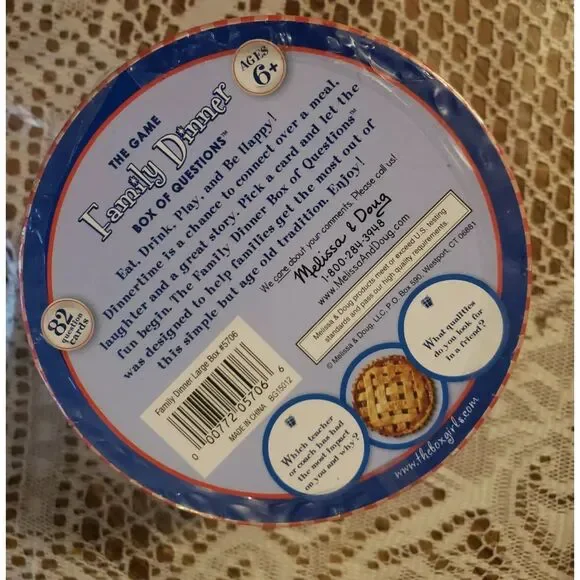 AGES
6+
THE GAME
Family Dinner
BOX OF QUESTIONS™
Eat, Drink, Play, and Be Happy!
Dinnertime is a chance to connect over a meal,
laughter and a great story. Pick a card and let the
fun begin. The Family Dinner Box of Questions™
was designed to help families get the most out of
this simple but age old tradition. Enjoy!
We care about your comments. Please call us!
Melissa & Doug
1-800-284-3948
www.MelissaAndDoug.com
Melissa & Doug products meet or exceed U.S. testing
standards and pass our high quality requirements.
© Melissa & Doug, LLC, P.O. Box 590, Westport, CT 06881
82
question
cards
Family Dinner Large Box #5706
0 00772 05706 6
MADE IN CHINA BG15012
Which teacher
or coach has had
the most impact
on you and why?
What qualities
do you look for
in a friend?
www.theboxgirls.com